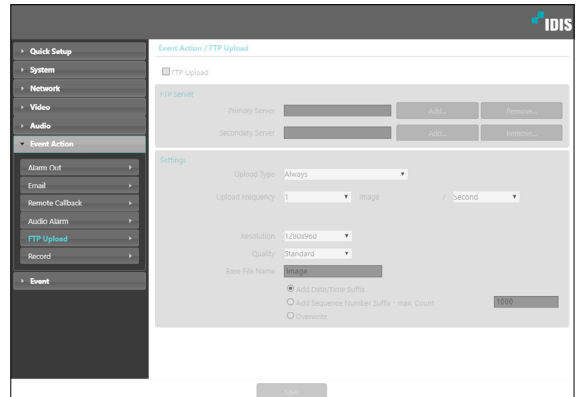 IDIS
Quick Setup
System
Network
Video
Audio
Event Action
Alarm Out
Email
Remote Callback
Audio Alarm
FTP Upload
Record
Event
Event Action / FTP Upload
FTP Upload
FTP Server
Primary Server Add... Remove...
Secondary Server Add... Remove...
Settings
Upload Type Always
Upload Frequency 1 image / second
Resolution 1280x960
Quality Standard
Base File Name Image
Add Date/Time Suffix
Add Sequence Number Suffix - max. Count 1000
Overwrite
Save